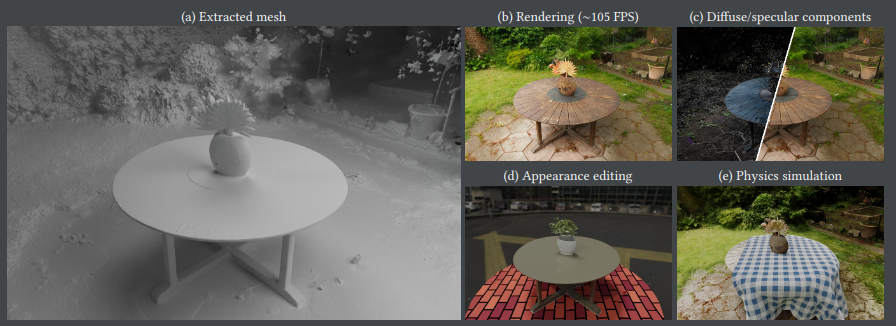 (a) Extracted mesh
(b) Rendering (~105 FPS)
(c) Diffuse/specular components
(d) Appearance editing
(e) Physics simulation